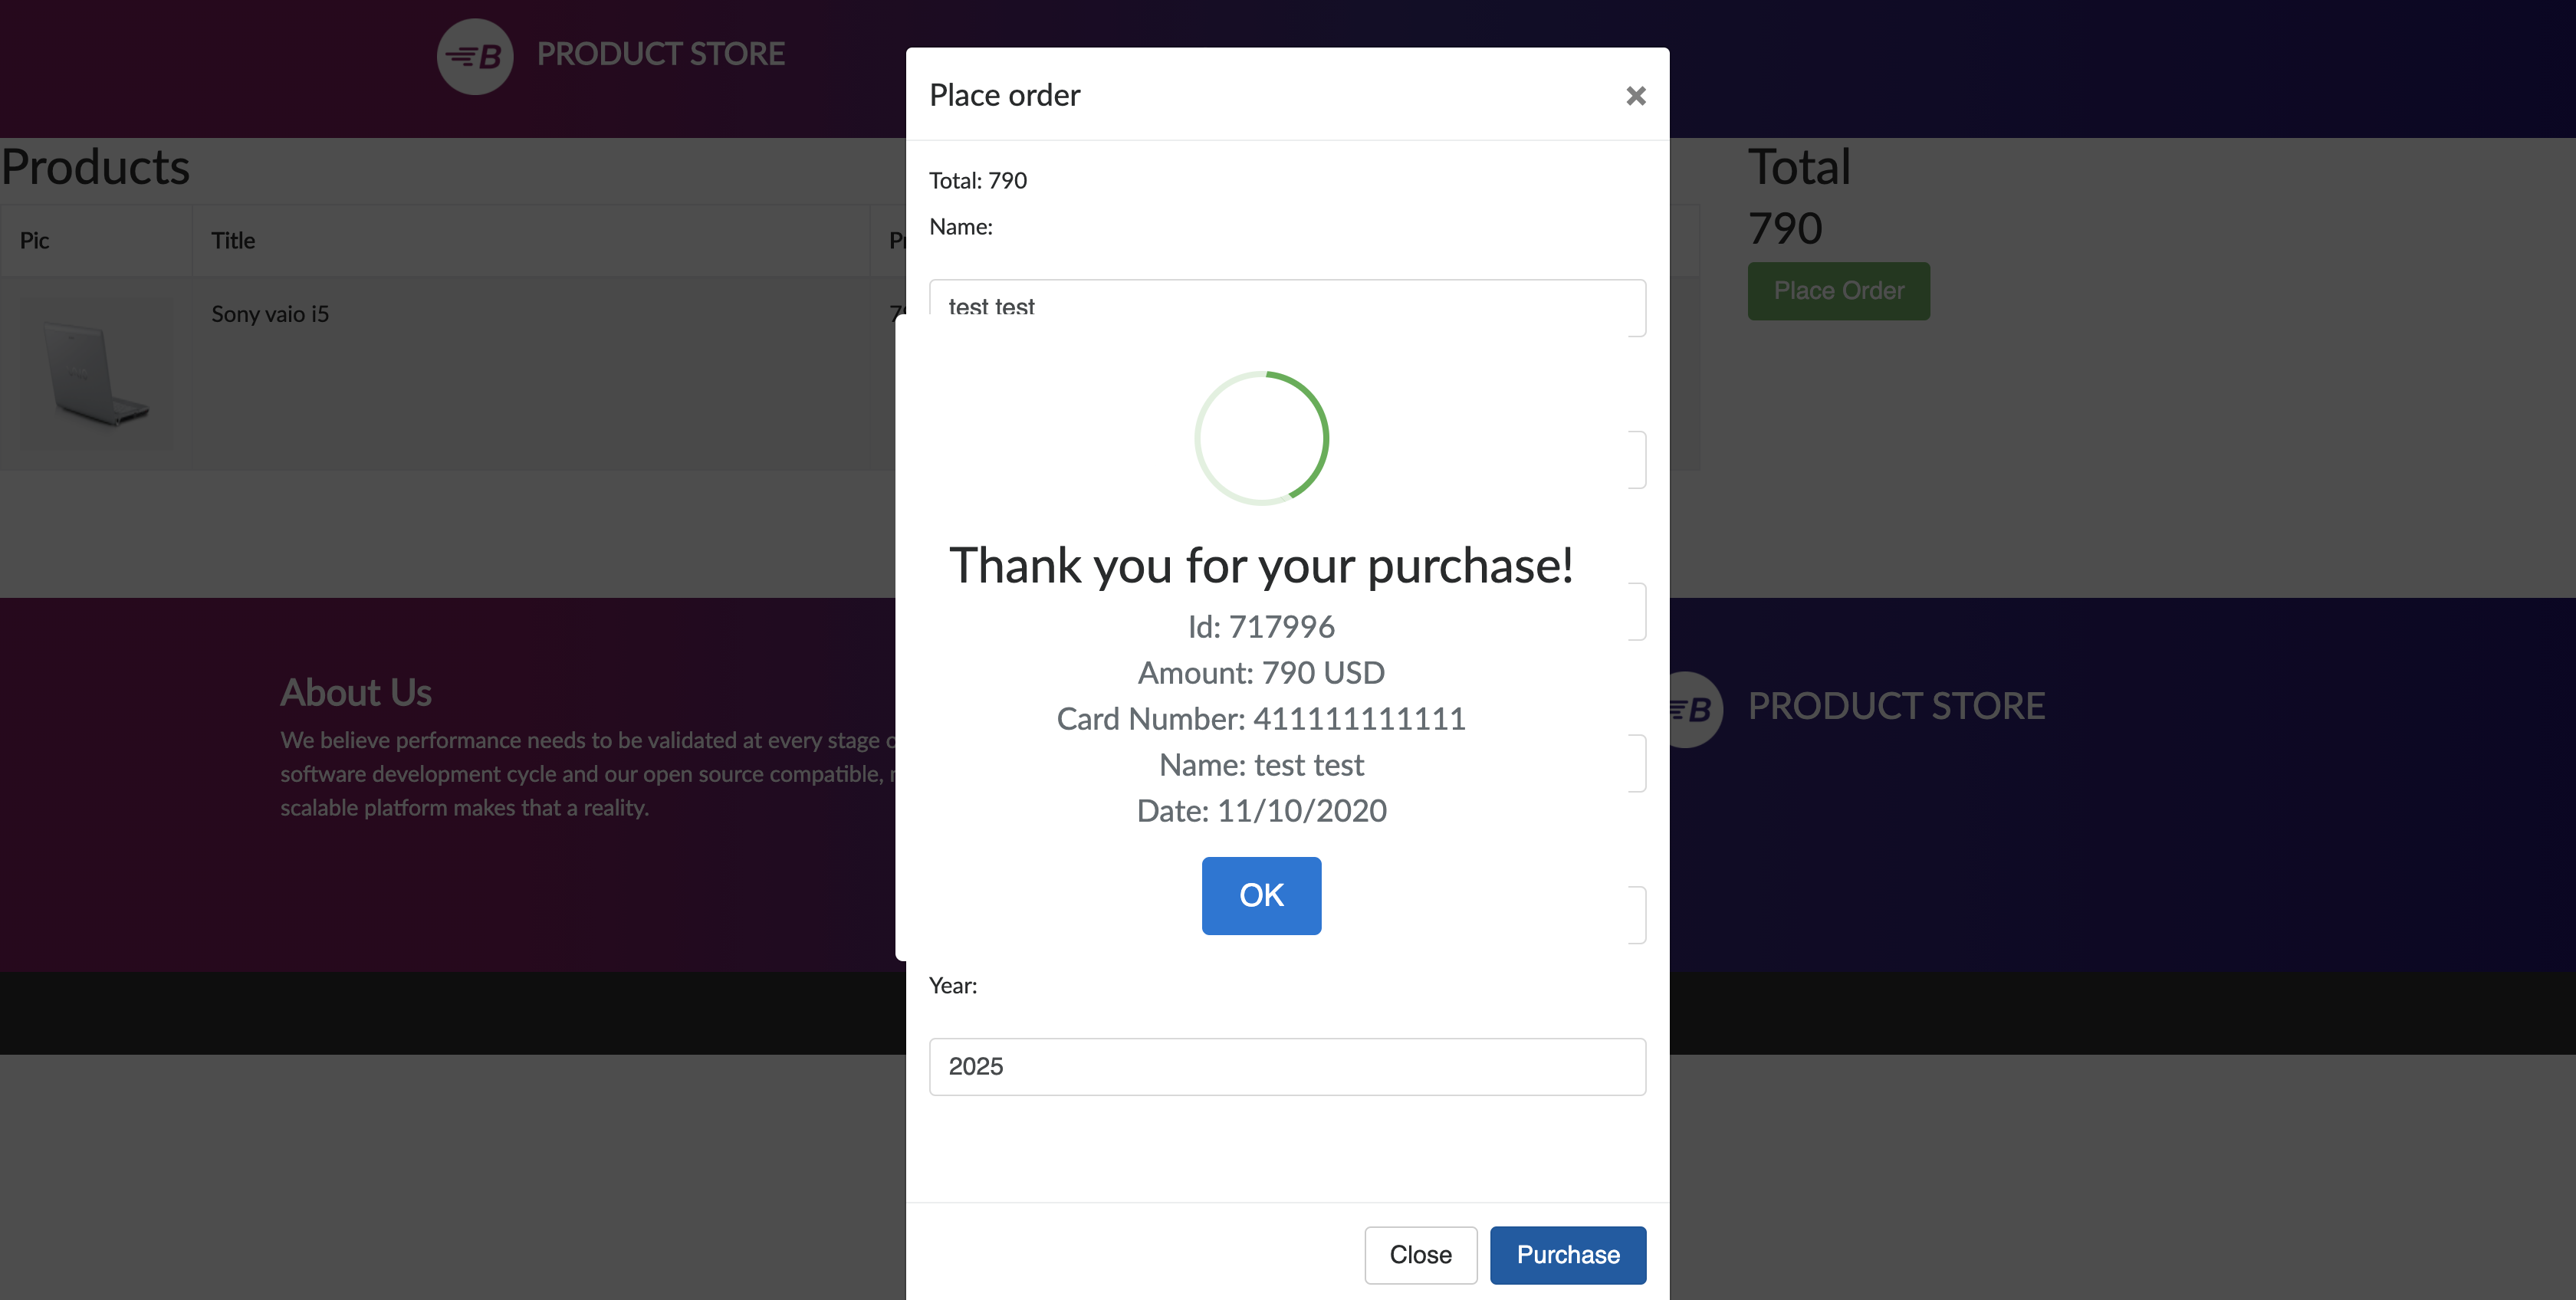 B PRODUCT STORE
Place order
×
Products
Total: 790
Total
Name:
790
Pic
Title
Place Order
test test
Sony vaio i5
Thank you for your purchase!
Id: 717996
Amount: 790 USD
Card Number: 411111111111
Name: test test
Date: 11/10/2020
OK
About Us
We believe performance needs to be validated at every stage
software development cycle and our open source compatible,
scalable platform makes that a reality.
B PRODUCT STORE
Year:
2025
Close
Purchase